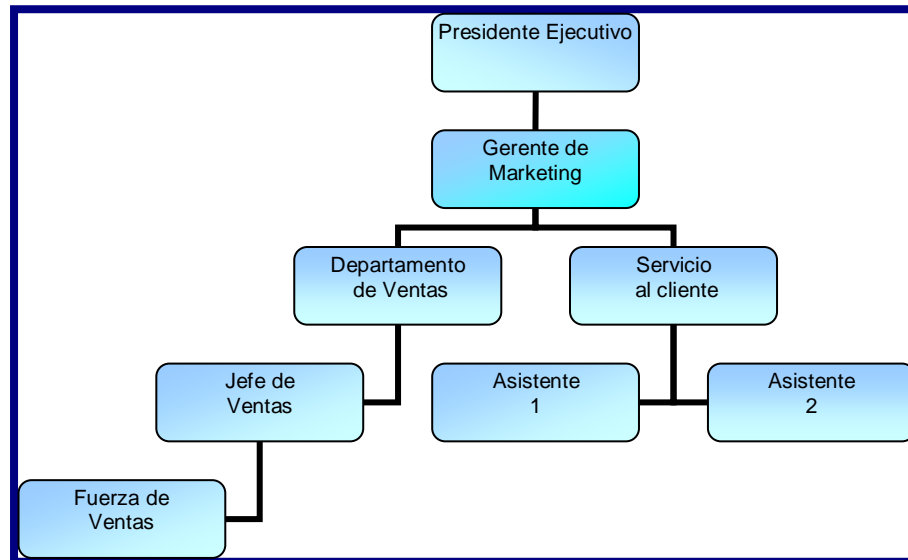 Presidente Ejecutivo
Gerente de
Marketing
Departamento
de Ventas
Servicio
al cliente
Jefe de
Ventas
Asistente
1
Asistente
2
Fuerza de
Ventas